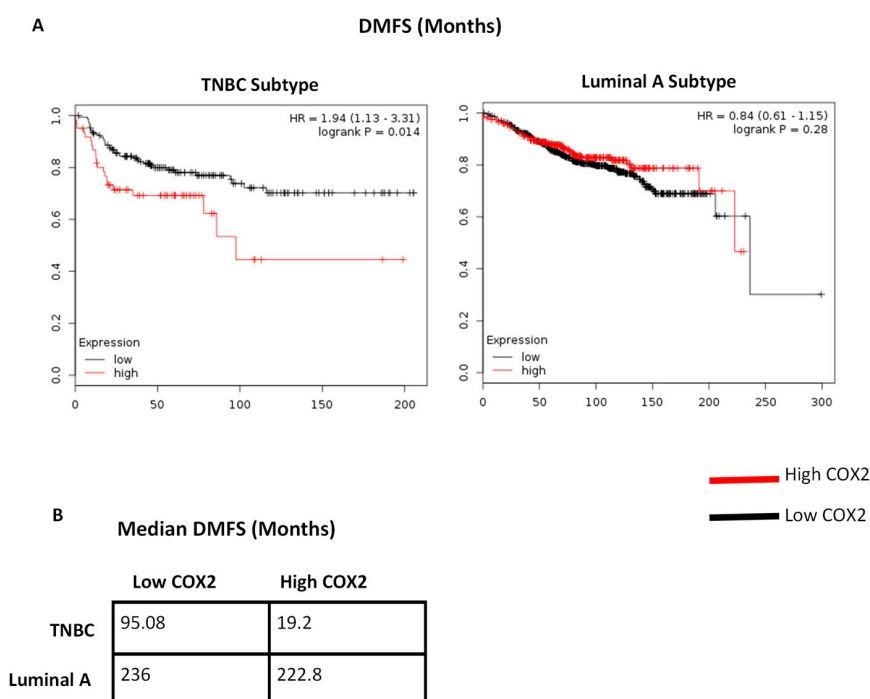 A
DMFS (Months)
TNBC Subtype
HR = 1.94 (1.13 - 3.31)
logrank P = 0.014
1.0
0.8
0.6
0.4
0.2
0.0
Expression
low
high
0 50 100 150 200
Luminal A Subtype
HR = 0.84 (0.61 - 1.15)
logrank P = 0.28
1.0
0.8
0.6
0.4
0.2
0.0
Expression
low
high
0 50 100 150 200 250 300
High COX2
Low COX2
B
Median DMFS (Months)
Low COX2 High COX2
TNBC 95.08 19.2
Luminal A 236 222.8